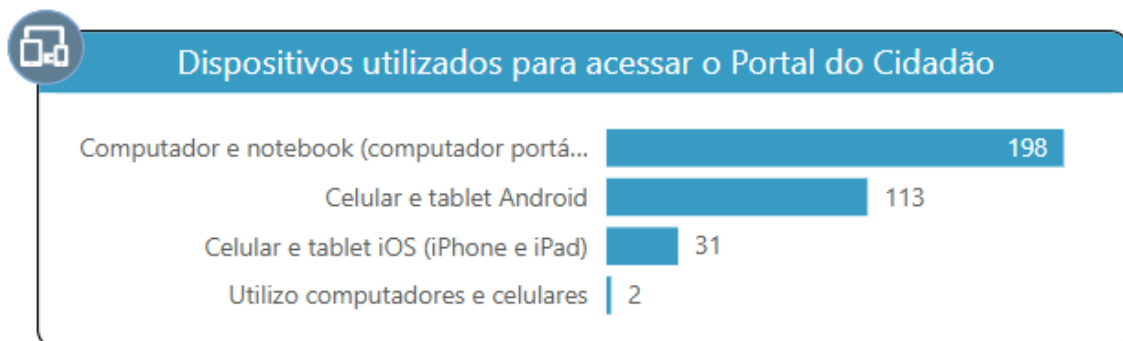 Dispositivos utilizados para acessar o Portal do Cidadão
Computador e notebook (computador portá... 198
Celular e tablet Android 113
Celular e tablet iOS (iPhone e iPad) 31
Utilizo computadores e celulares 2